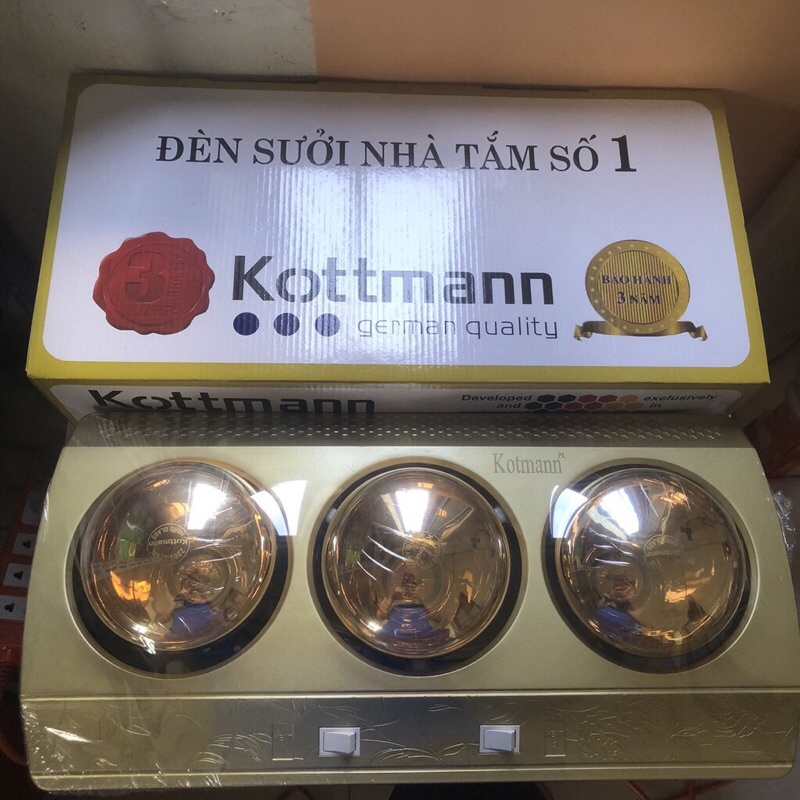 ĐÈN SƯỞI NHÀ TẮM SỐ 1
3
Kottmann
german quality
BẢO HÀNH
3 NĂM
Kottmann
Developed exclusively
and in
Kotmann
Kottmann